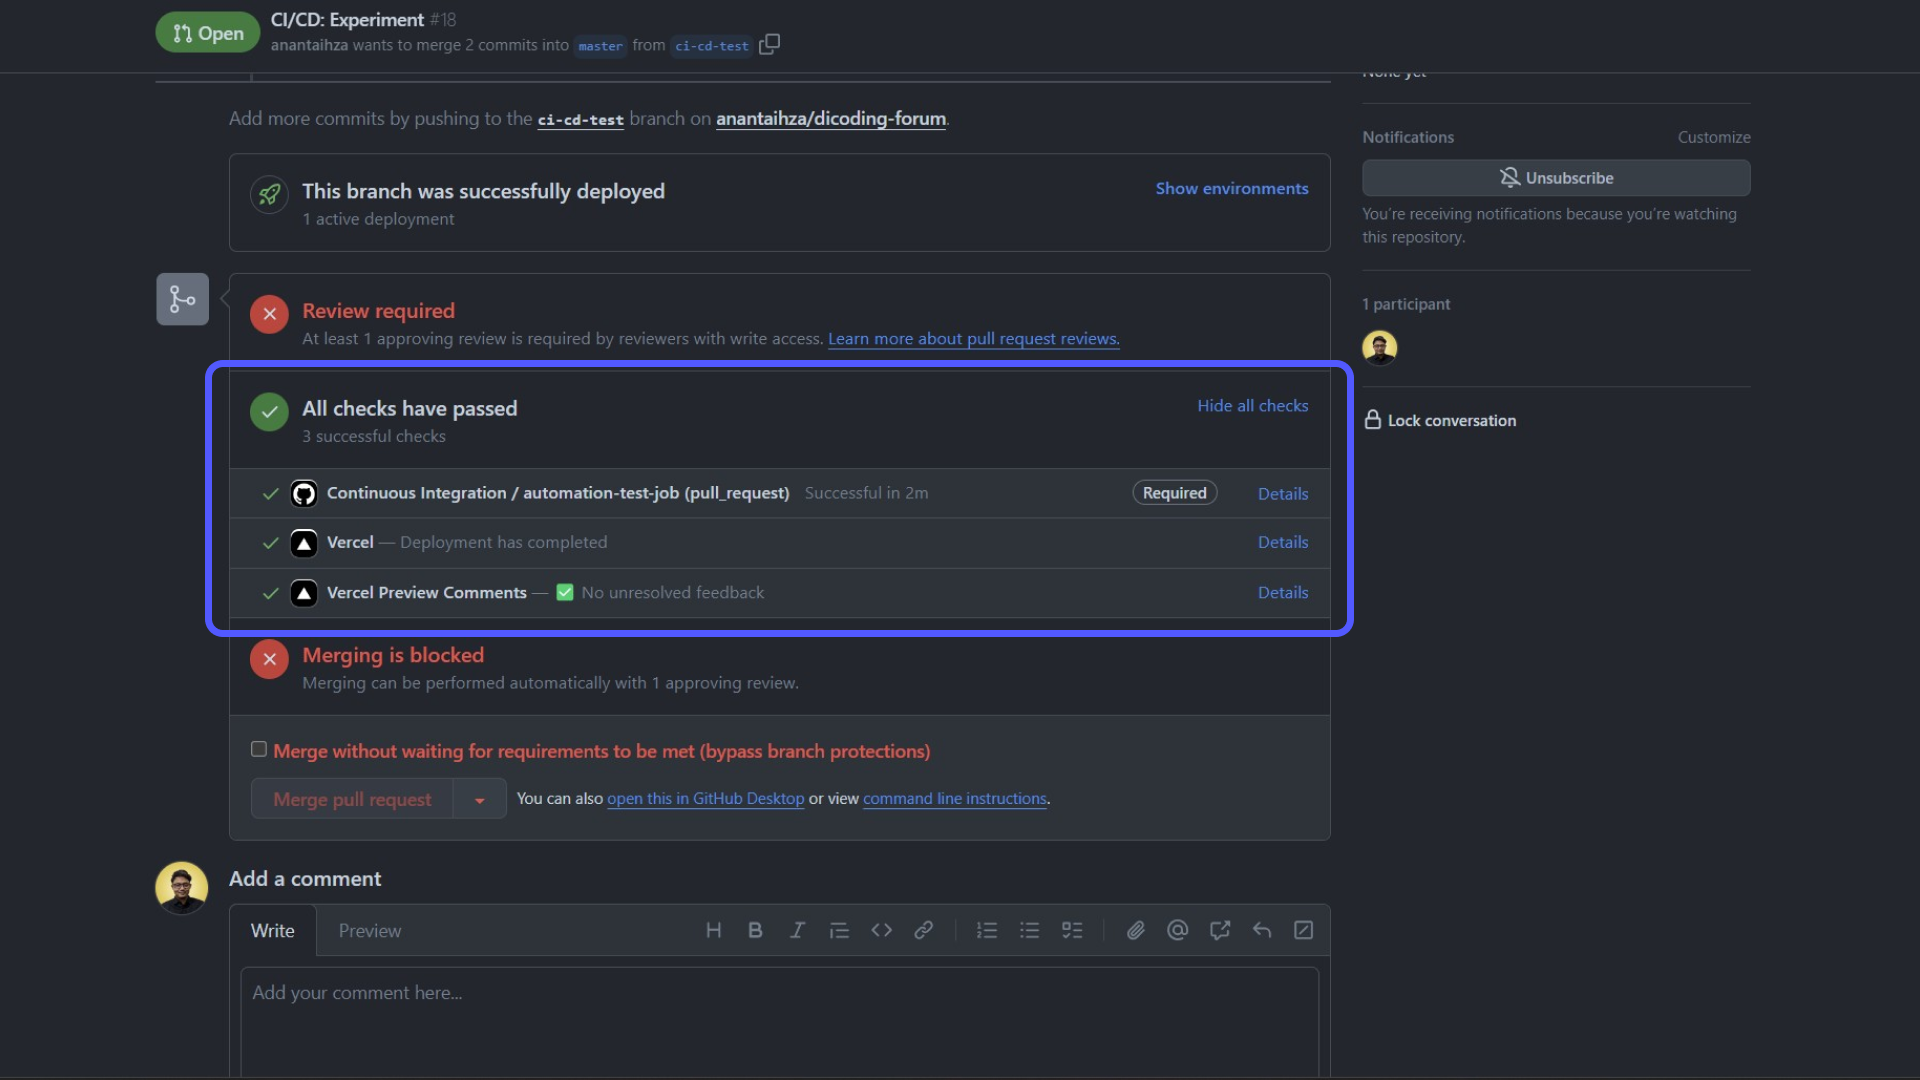 Open
CI/CD: Experiment #18
anantaihza wants to merge 2 commits into master from ci-cd-test
None yet
Add more commits by pushing to the ci-cd-test branch on anantaihza/dicoding-forum.
Notifications
Customize
Unsubscribe
You're receiving notifications because you're watching
this repository.
This branch was successfully deployed
Show environments
1 active deployment
Review required
At least 1 approving review is required by reviewers with write access. Learn more about pull request reviews.
1 participant
All checks have passed
Hide all checks
3 successful checks
Lock conversation
Continuous Integration / automation-test-job (pull_request) Successful in 2m
Required
Details
Vercel — Deployment has completed
Details
Vercel Preview Comments — ✅ No unresolved feedback
Details
Merging is blocked
Merging can be performed automatically with 1 approving review.
Merge without waiting for requirements to be met (bypass branch protections)
Merge pull request
You can also open this in GitHub Desktop or view command line instructions.
Add a comment
Write
Preview
Add your comment here...